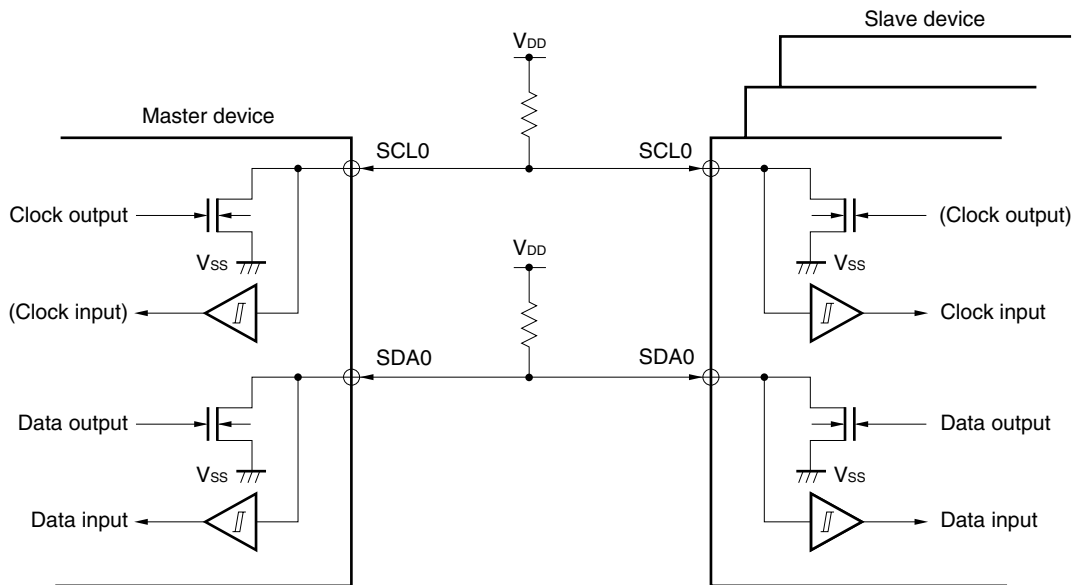 Slave device
VDD
Master device
SCL0 SCL0
Clock output (Clock output)
VSS VSS
VDD
(Clock input) Clock input
SDA0 SDA0
Data output Data output
VSS VSS
Data input Data input